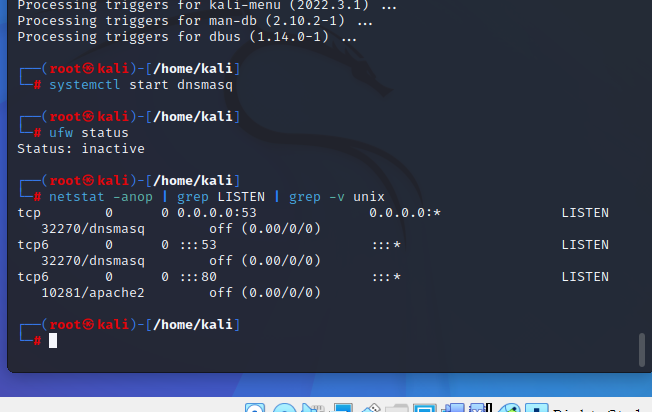 Processing triggers for kali-menu (2022.3.1) ...
Processing triggers for man-db (2.10.2-1) ...
Processing triggers for dbus (1.14.0-1) ...
┌──(root㉿kali)-[/home/kali]
└─# systemctl start dnsmasq
┌──(root㉿kali)-[/home/kali]
└─# ufw status
Status: inactive
┌──(root㉿kali)-[/home/kali]
└─# netstat -anop | grep LISTEN | grep -v unix
tcp        0      0 0.0.0.0:53              0.0.0.0:*               LISTEN
   32270/dnsmasq        off (0.00/0/0)
tcp6       0      0 :::53                   :::*                    LISTEN
   32270/dnsmasq        off (0.00/0/0)
tcp6       0      0 :::80                   :::*                    LISTEN
   10281/apache2        off (0.00/0/0)
┌──(root㉿kali)-[/home/kali]
└─#